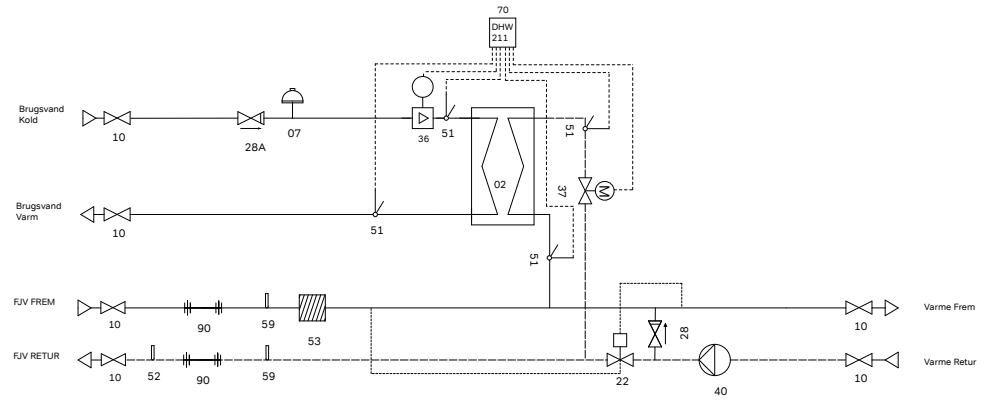 70
DHW
211
Brugsvand
Kold
10
28A
07
36
51
51
02
37
M
Brugsvand
Varm
10
51
51
FJV FREM
10
90
59
53
28
10
Varme Frem
FJV RETUR
10
52
90
59
22
40
10
Varme Retur